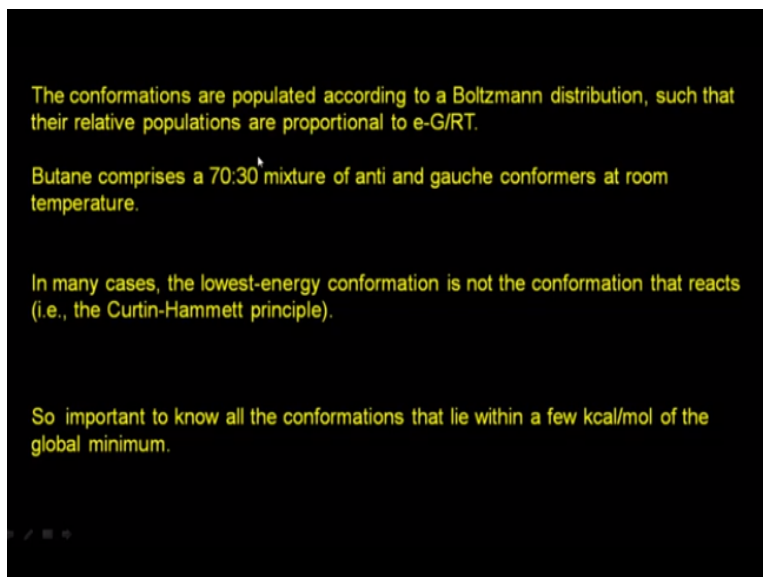 The conformations are populated according to a Boltzmann distribution, such that
their relative populations are proportional to e-G/RT.
Butane comprises a 70:30 mixture of anti and gauche conformers at room
temperature.
In many cases, the lowest-energy conformation is not the conformation that reacts
(i.e., the Curtin-Hammett principle).
So important to know all the conformations that lie within a few kcal/mol of the
global minimum.